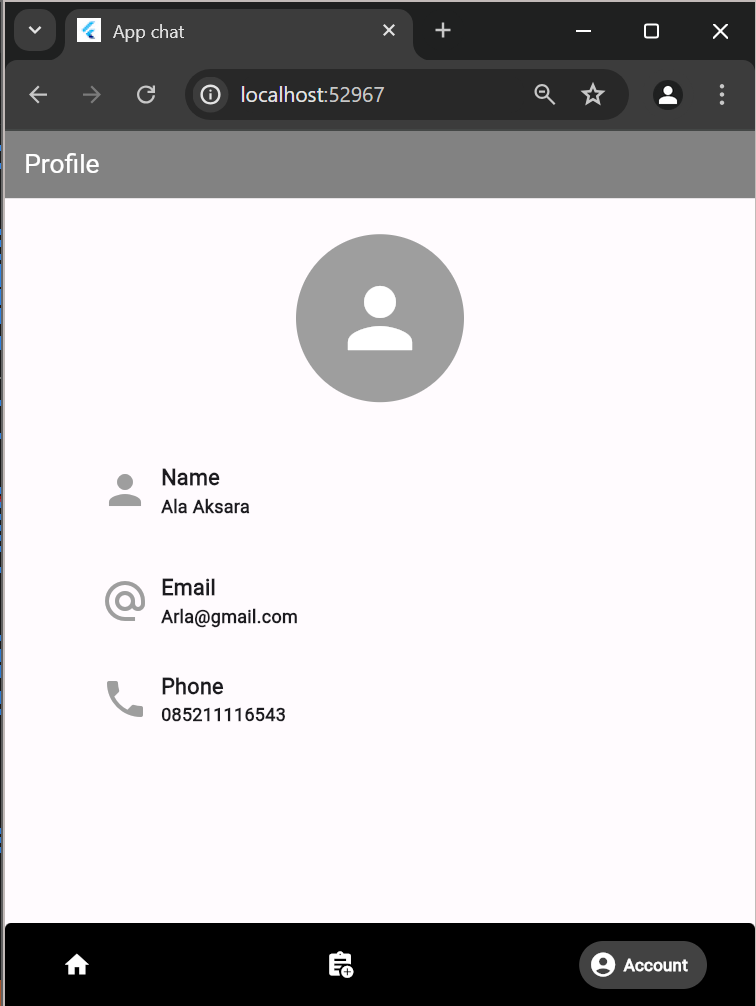 App chat
localhost:52967
Profile
Name
Ala Aksara
Email
Arla@gmail.com
Phone
085211116543
Account